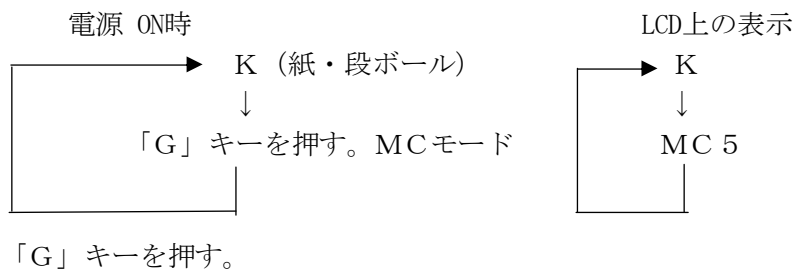 電源 ON時 LCD上の表示
K（紙・段ボール） K
↓ ↓
「G」キーを押す。MCモード MC５
「G」キーを押す。